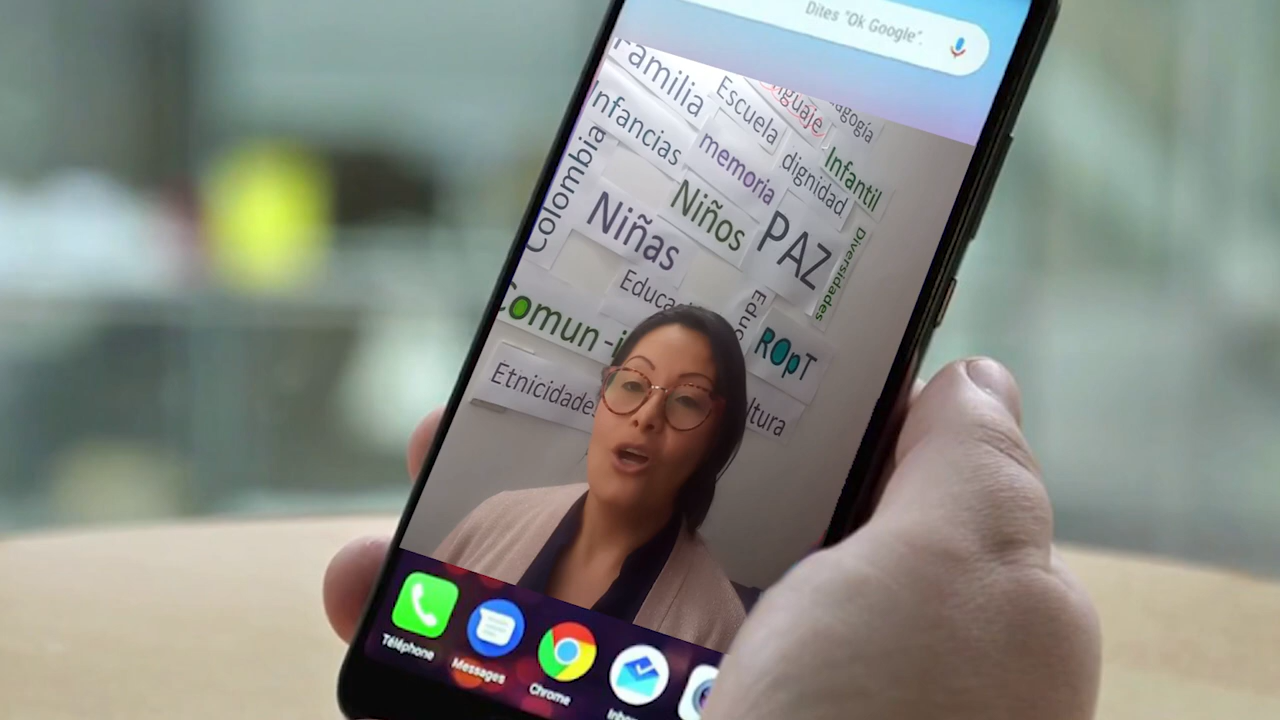 Dites "Ok Google".
Familia
Escuela
Infancias
memoria
dignidad
Infantil
Colombia
Niñas
Niños
PAZ
Diversidades
Comun -i
ROpT
Etnicidades
Téléphone
Messages
Chrome